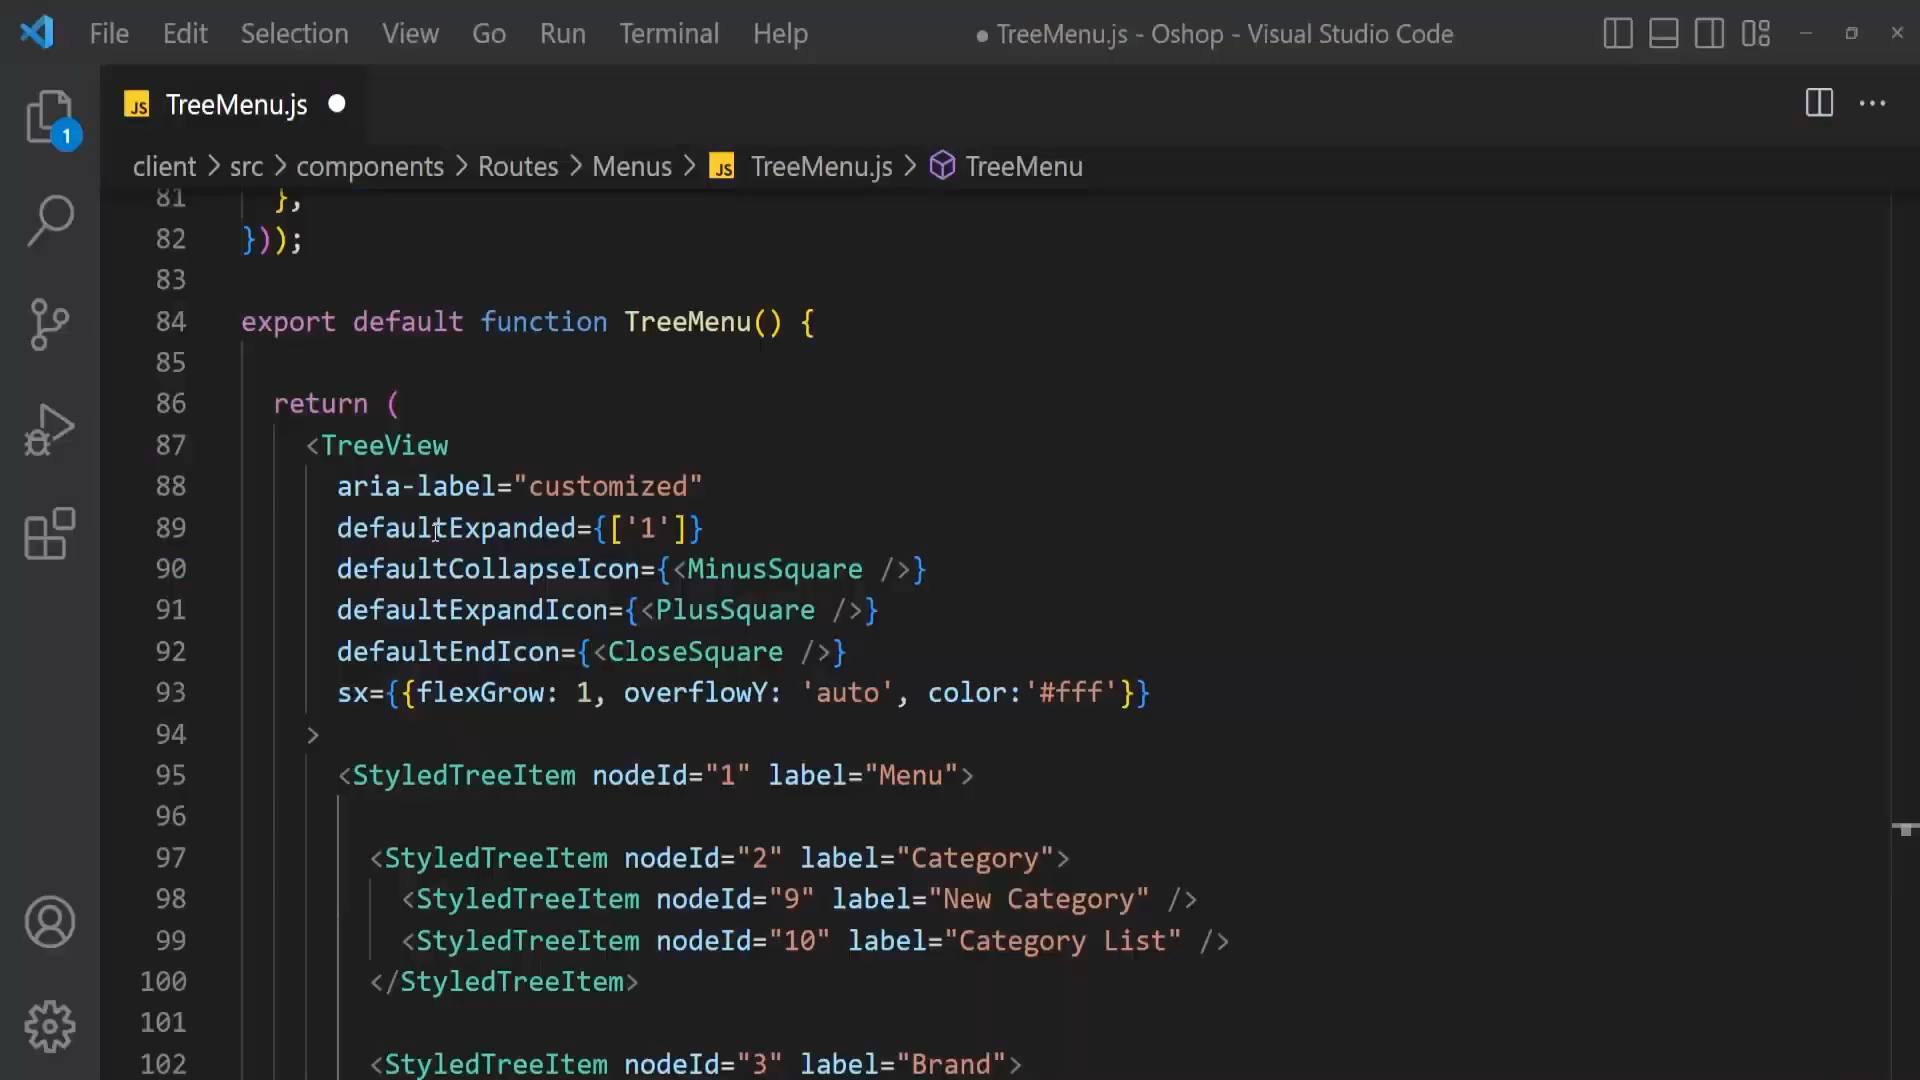 File Edit Selection View Go Run Terminal Help ● TreeMenu.js - Oshop - Visual Studio Code
JS TreeMenu.js
1
client > src > components > Routes > Menus > JS TreeMenu.js > TreeMenu
81 },
82 }));
83
84 export default function TreeMenu() {
85
86 return (
87 <TreeView
88 aria-label="customized"
89 defaultExpanded={['1']}
90 defaultCollapseIcon={<MinusSquare />}
91 defaultExpandIcon={<PlusSquare />}
92 defaultEndIcon={<CloseSquare />}
93 sx={{flexGrow: 1, overflowY: 'auto', color:'#fff'}}
94 >
95 <StyledTreeItem nodeId="1" label="Menu">
96
97 <StyledTreeItem nodeId="2" label="Category">
98 <StyledTreeItem nodeId="9" label="New Category" />
99 <StyledTreeItem nodeId="10" label="Category List" />
100 </StyledTreeItem>
101
102 <StyledTreeItem nodeId="3" label="Brand">